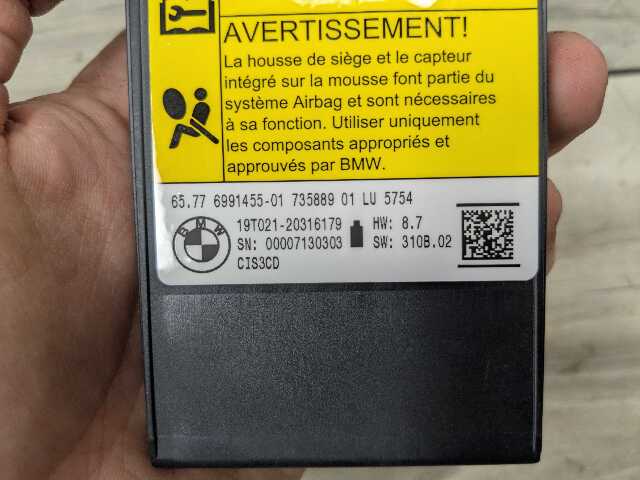 AVERTISSEMENT!
La housse de siège et le capteur
intégré sur la mousse font partie du
système Airbag et sont nécessaires
à sa fonction. Utiliser uniquement
les composants appropriés et
approuvés par BMW.
65.77 6991455-01 735889 01 LU 5754
BMW
19T021-20316179 HW: 8.7
SN: 00007130303 SW: 310B.02
CIS3CD